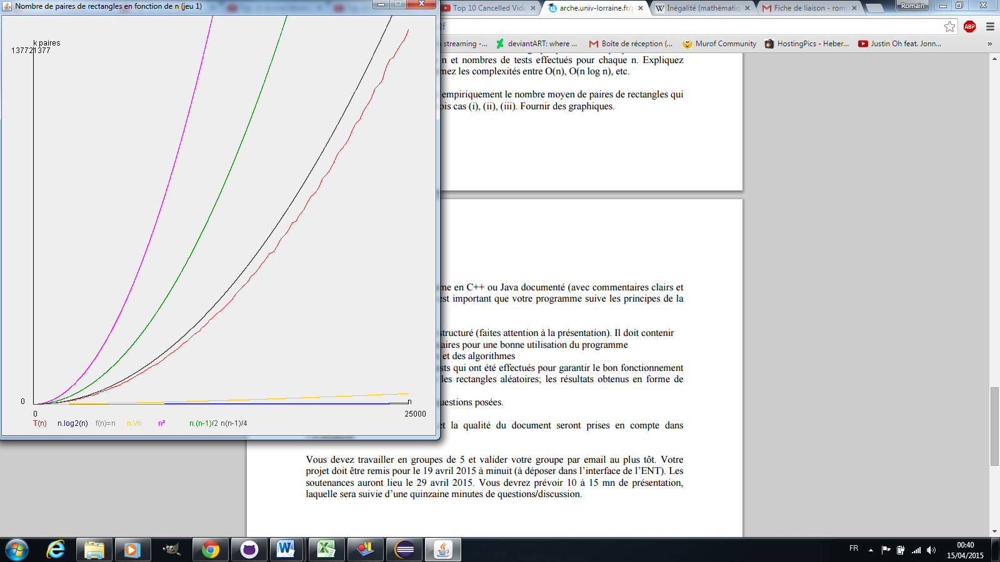 Nombre de paires de rectangles en fonction de n (jeu 1)
k paires
137721377
0
n
0
25000
T(n) n.log2(n) f(n)=n n.Vn n² n.(n-1)/2 n(n-1)/4
Top 10 Cancelled Vide
arche.univ-lorraine.fr/p
Inégalité (mathématiq
Fiche de liaison - rom
Romain
df
streaming -...
deviantART: where ...
Boîte de réception (...
Murof Community
HostingPics - Heber...
Justin Oh feat. Jonn...
»
ABP
n et nombres de tests effectués pour chaque n. Expliquez
mez les complexités entre O(n), O(n log n), etc.
empiriquement le nombre moyen de paires de rectangles qui
ois cas (i), (ii), (iii). Fournir des graphiques.
me en C++ ou Java documenté (avec commentaires clairs et
est important que votre programme suive les principes de la
structuré (faites attention à la présentation). Il doit contenir
aires pour une bonne utilisation du programme
et des algorithmes
sts qui ont été effectués pour garantir le bon fonctionnement
les rectangles aléatoires; les résultats obtenus en forme de
uestions posées.
et la qualité du document seront prises en compte dans
Vous devez travailler en groupes de 5 et valider votre groupe par email au plus tôt. Votre
projet doit être remis pour le 19 avril 2015 à minuit (à déposer dans l’interface de l’ENT). Les
soutenances auront lieu le 29 avril 2015. Vous devrez prévoir 10 à 15 mn de présentation,
laquelle sera suivie d’une quinzaine minutes de questions/discussion.
FR
00:40
15/04/2015